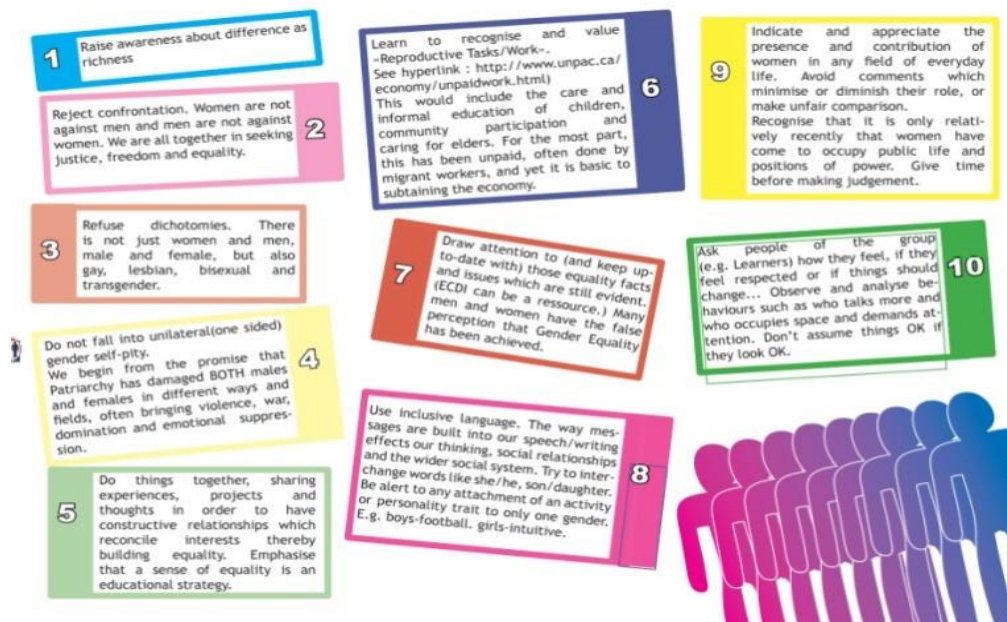 1
Raise awareness about difference as
richness
2
Reject confrontation. Women are not
against men and men are not against
women. We are all together in seeking
justice, freedom and equality.
3
Refuse dichotomies. There
is not just women and men,
male and female, but also
gay, lesbian, bisexual and
transgender.
4
Do not fall into unilateral(one sided)
gender self-pity.
We begin from the promise that
Patriarchy has damaged BOTH males
and females in different ways and
fields, often bringing violence, war,
domination and emotional suppres-
sion.
5
Do things together, sharing
experiences, projects and
thoughts in order to have
constructive relationships which
reconcile interests thereby
building equality. Emphasise
that a sense of equality is an
educational strategy.
6
Learn to recognise and value
~Reproductive Tasks/Work~.
See hyperlink : http://www.unpac.ca/
economy/unpaidwork.html)
This would include the care and
informal education of children,
community participation and
caring for elders. For the most part,
this has been unpaid, often done by
migrant workers, and yet it is basic to
subtaining the economy.
7
Draw attention to (and keep up-
to-date with) those equality facts
and issues which are still evident.
(ECDI can be a ressource.) Many
men and women have the false
perception that Gender Equality
has been achieved.
8
Use inclusive language. The way mes-
sages are built into our speech/writing
effects our thinking, social relationships
and the wider social system. Try to inter-
change words like she/he, son/daughter.
Be alert to any attachment of an activity
or personality trait to only one gender.
E.g. boys-football. girls-intuitive.
9
Indicate and appreciate the
presence and contribution of
women in any field of everyday
life. Avoid comments which
minimise or diminish their role, or
make unfair comparison.
Recognise that it is only relati-
vely recently that women have
come to occupy public life and
positions of power. Give time
before making judgement.
10
Ask people of the group
(e.g. Learners) how they feel, if they
feel respected or if things should
change... Observe and analyse be-
haviours such as who talks more and
who occupies space and demands at-
tention. Don't assume things OK if
they look OK.